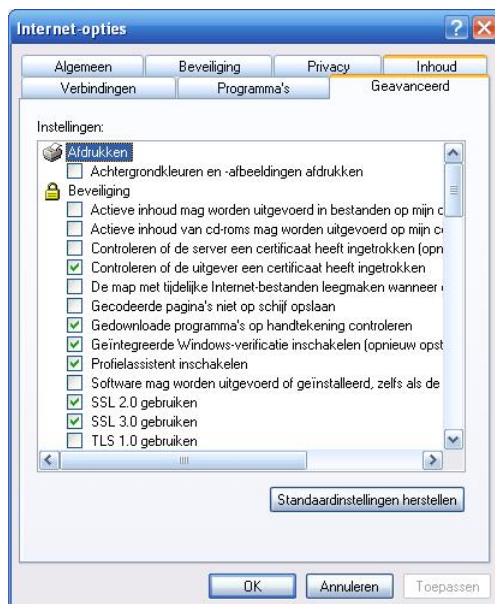 Internet-opties
Algemeen Beveiliging Privacy Inhoud
Verbindingen Programma's Geavanceerd
Instellingen:
Afdrukken
Achtergrondkleuren en -afbeeldingen afdrukken
Beveiliging
Actieve inhoud mag worden uitgevoerd in bestanden op mijn c
Actieve inhoud van cd-roms mag worden uitgevoerd op mijn co
Controleren of de server een certificaat heeft ingetrokken (opn
Controleren of de uitgever een certificaat heeft ingetrokken
De map met tijdelijke Internet-bestanden leegmaken wanneer
Gecodeerde pagina's niet op schijf opslaan
Gedownloade programma's op handtekening controleren
Geïntegreerde Windows-verificatie inschakelen (opnieuw opst
Profielassistent inschakelen
Software mag worden uitgevoerd of geïnstalleerd, zelfs als de
SSL 2.0 gebruiken
SSL 3.0 gebruiken
TLS 1.0 gebruiken
Standaardinstellingen herstellen
OK Annuleren Toepassen